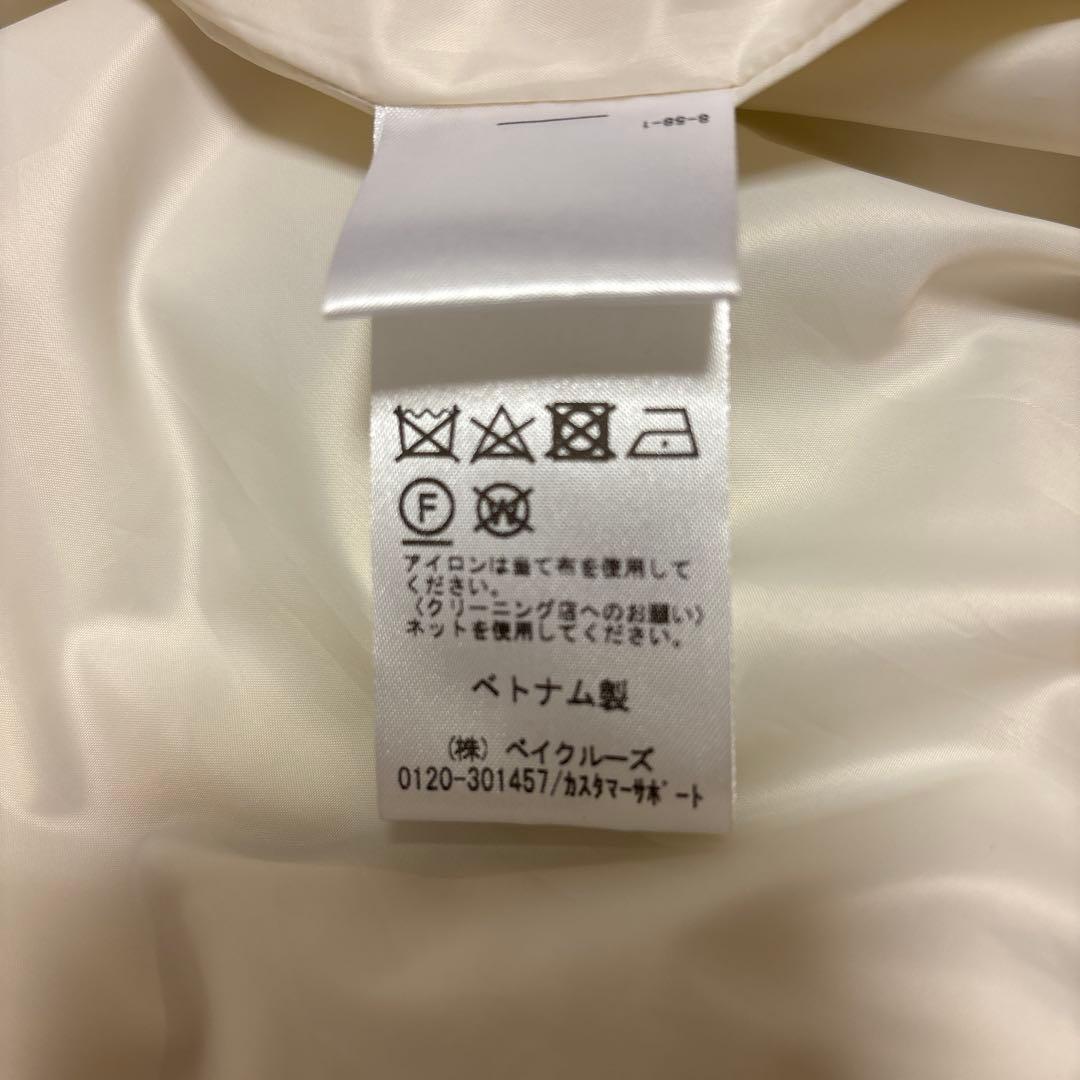 8-58-1
F
W
アイロンは当て布を使用して
ください。
〈クリーニング店へのお願い〉
ネットを使用してください。
ベトナム製
(株) ベイクルーズ
0120-301457/カスタマーサポート